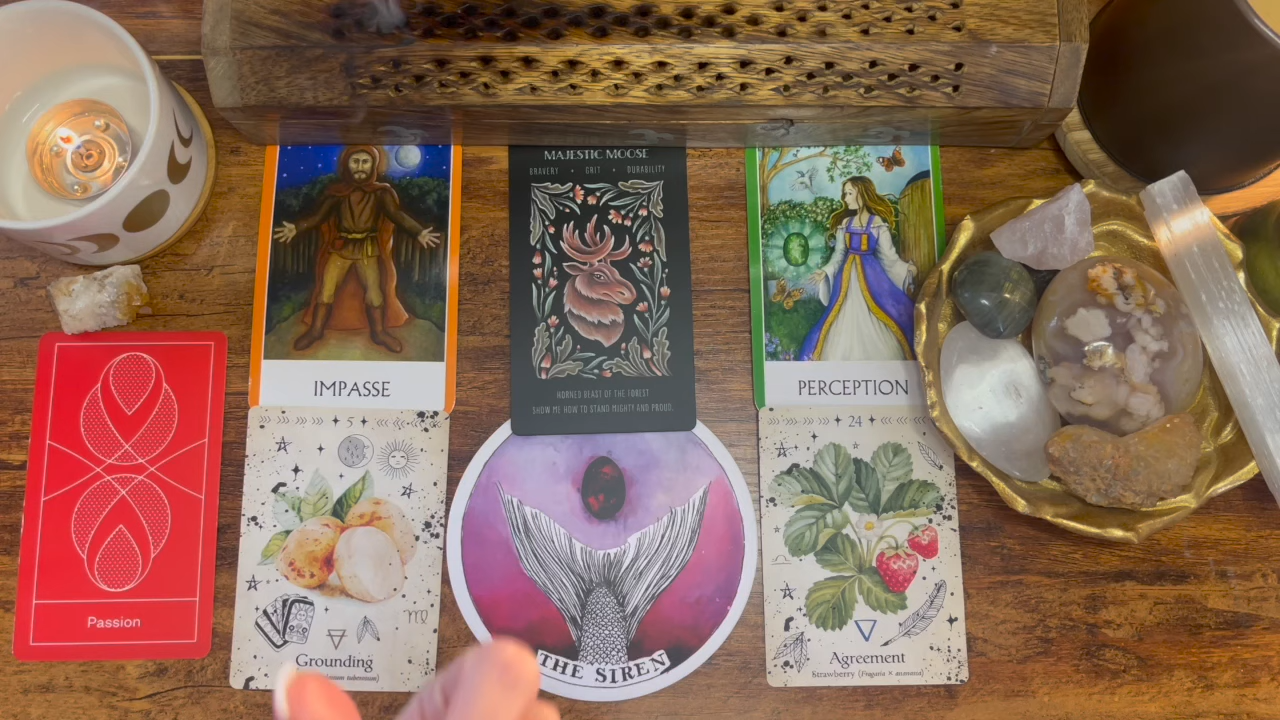 MAJESTIC MOOSE
BRAVERY • GRIT • DURABILITY
HORNED BEAST OF THE FOREST
SHOW ME HOW TO STAND MIGHTY AND PROUD.
IMPASSE
PERCEPTION
5
24
Passion
Grounding
THE SIREN
Agreement
Strawberry (Fragaria × ananassa)